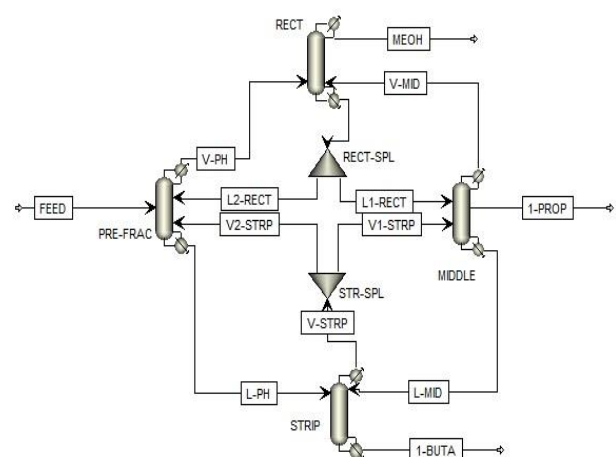 RECT
MEOH
V-MID
V-PH
RECT-SPL
L2-RECT
L1-RECT
FEED
1-PROP
V2-STRP
V1-STRP
PRE-FRAC
MIDDLE
STR-SPL
V-STRP
L-PH
L-MID
STRIP
1-BUTA